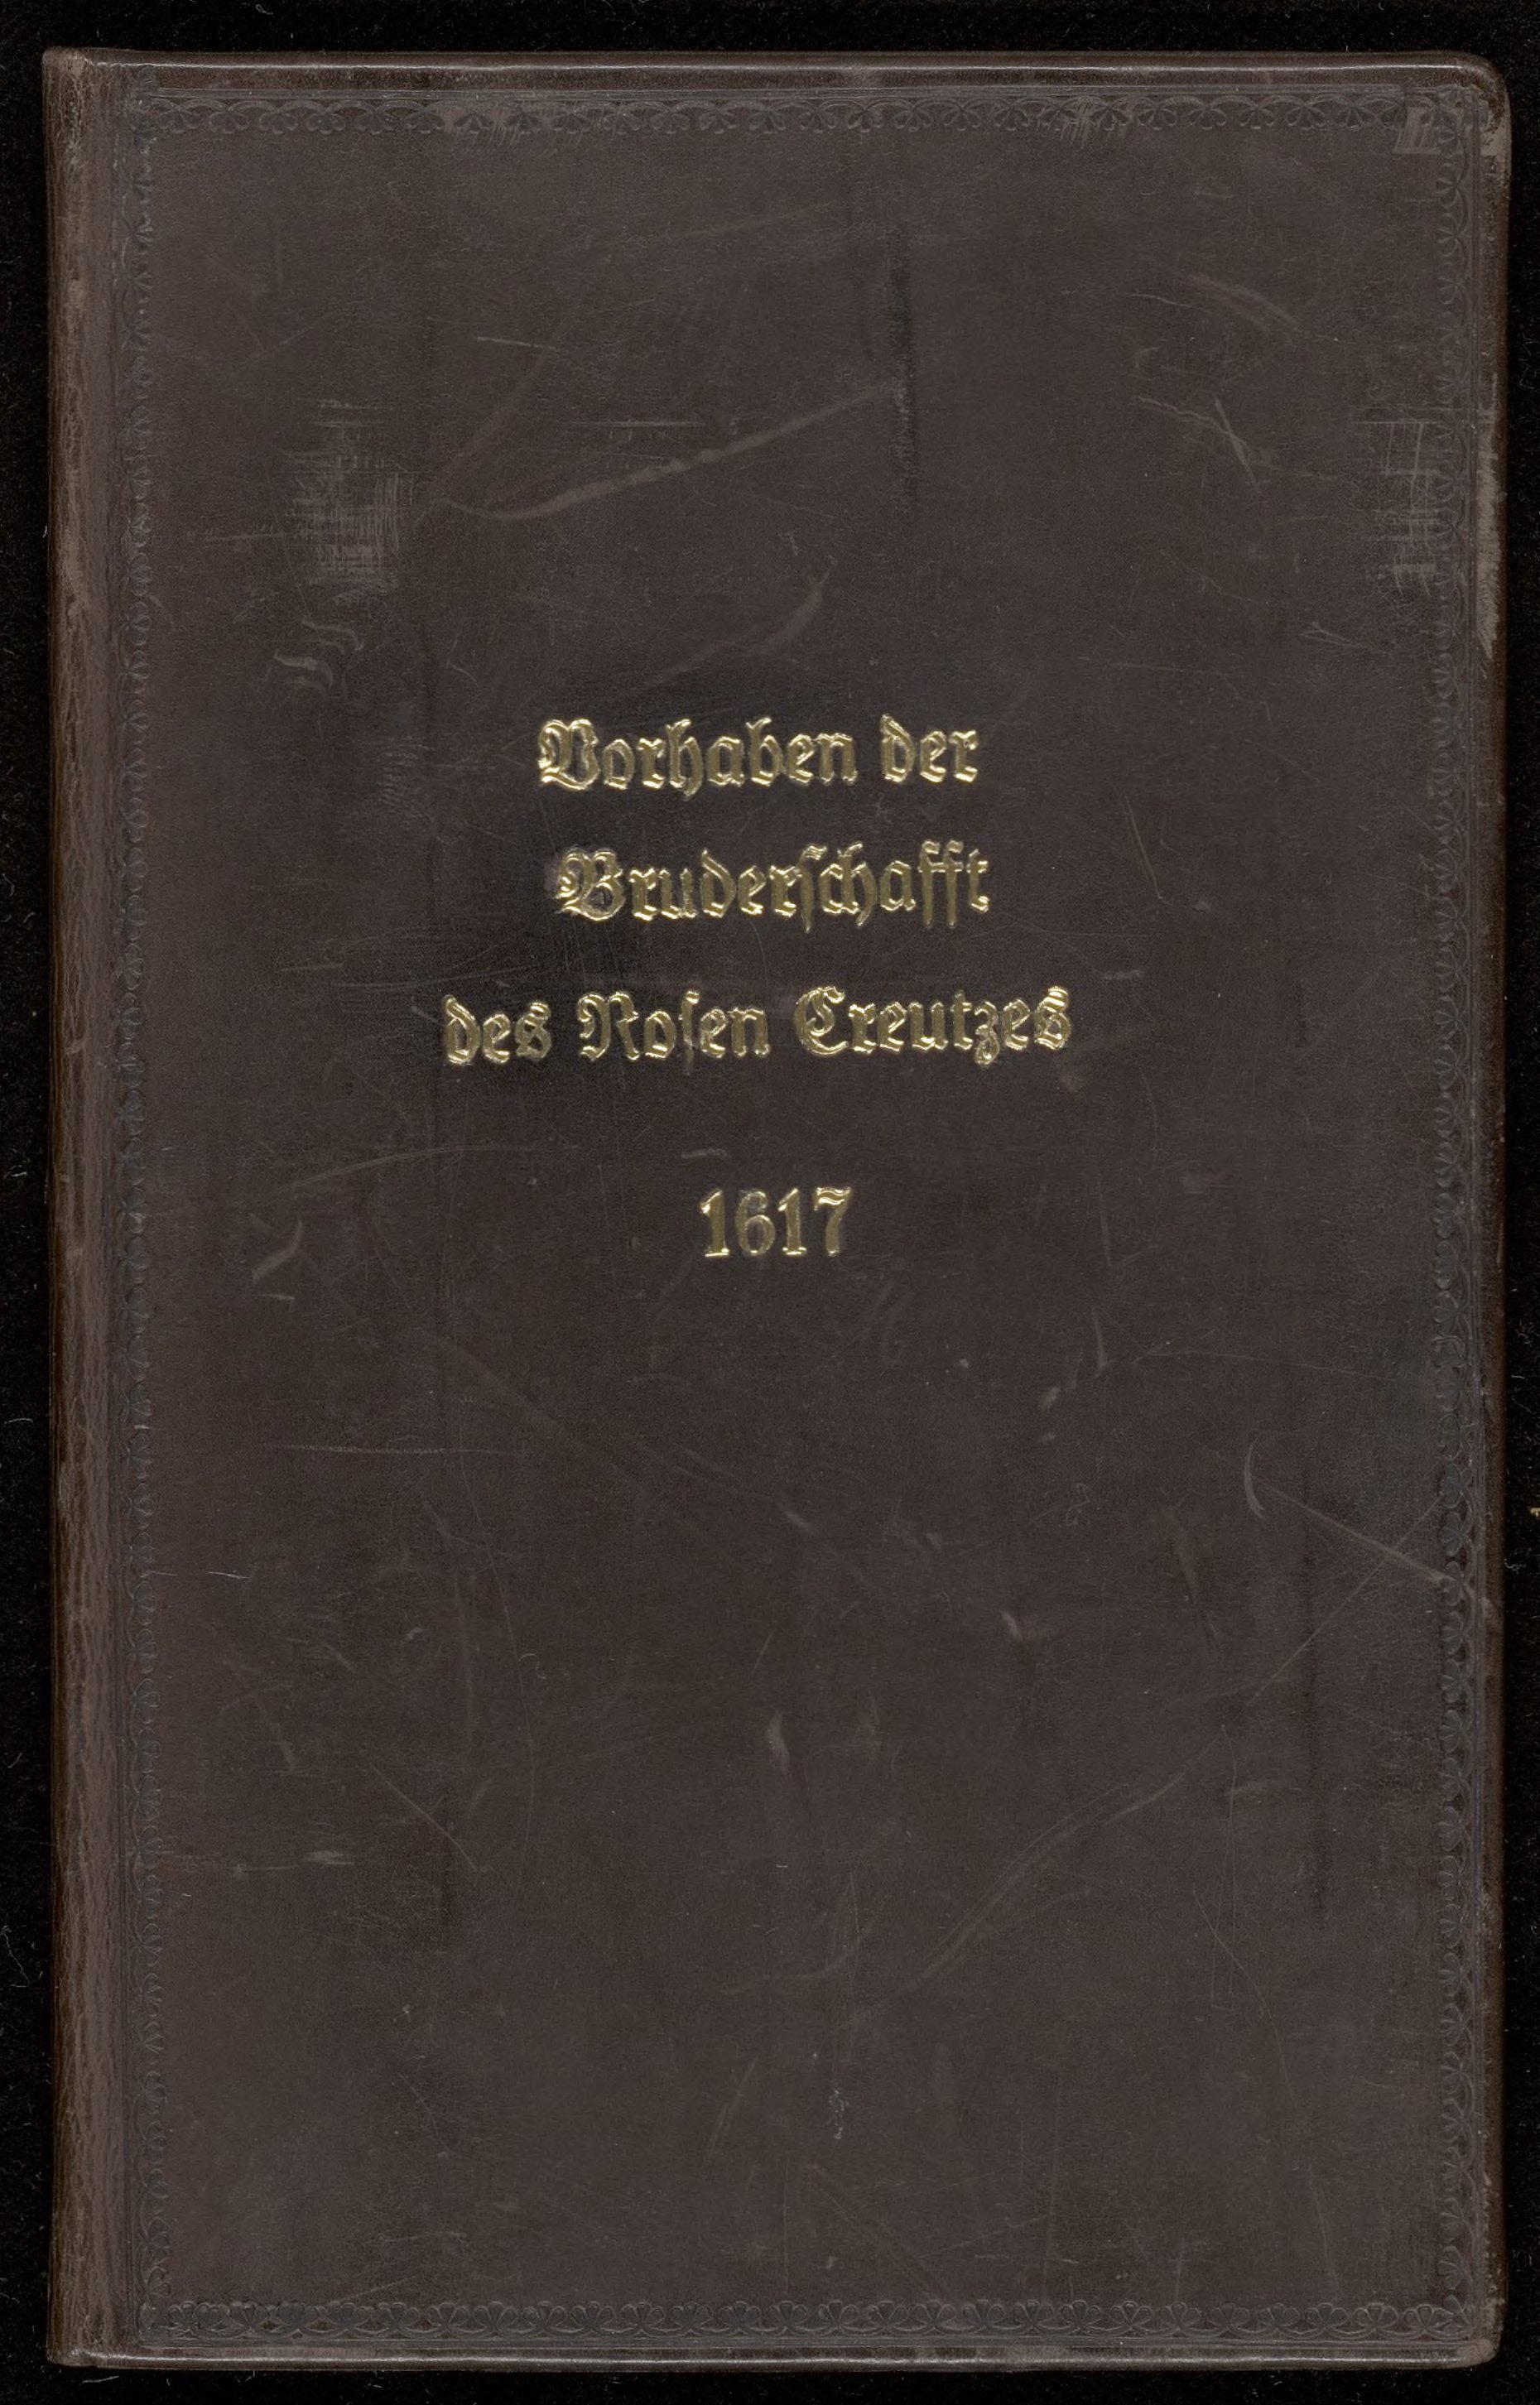 Vorhaben der
Bruderſchafft
des Roſen Creutzes
1617